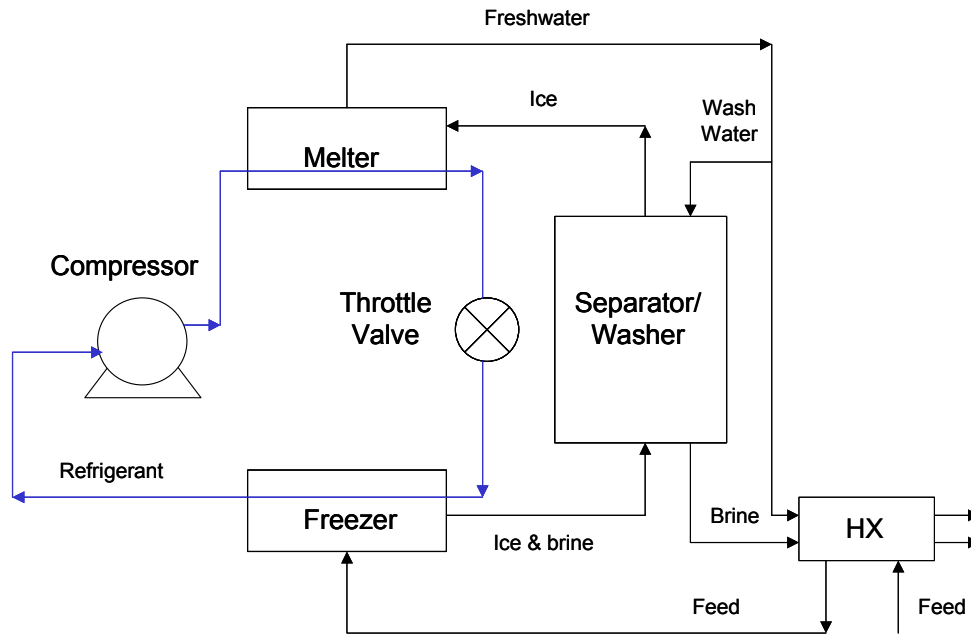 Freshwater
Ice
Wash
Water
Melter
Compressor
Throttle
Valve
Separator/
Washer
Refrigerant
Freezer
Ice & brine
Brine
HX
Feed
Feed